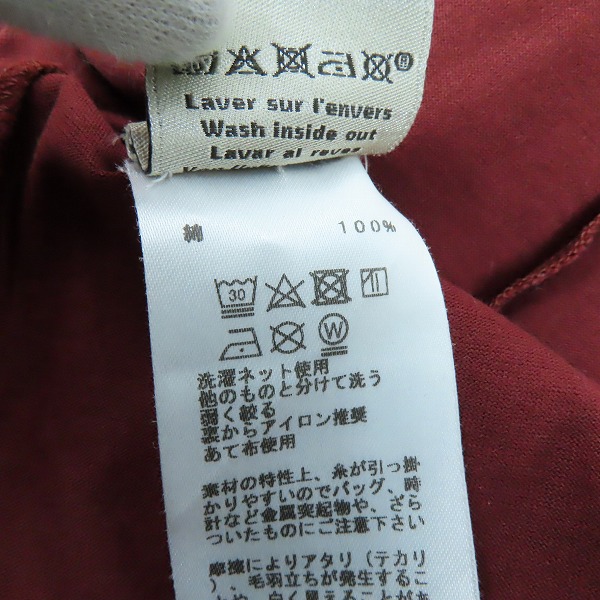 Laver sur l'envers
Wash inside out
Lavar al reves
綿 100%
30
W
洗濯ネット使用
他のものと分けて洗う
弱く絞る
裏からアイロン推奨
あて布使用
素材の特性上、糸が引っ掛
かりやすいのでバッグ、時
計など金属突起物や、ざら
ついたものにご注意下さい
摩擦によりアタリ（テカリ
）、毛羽立ちが発生するこ